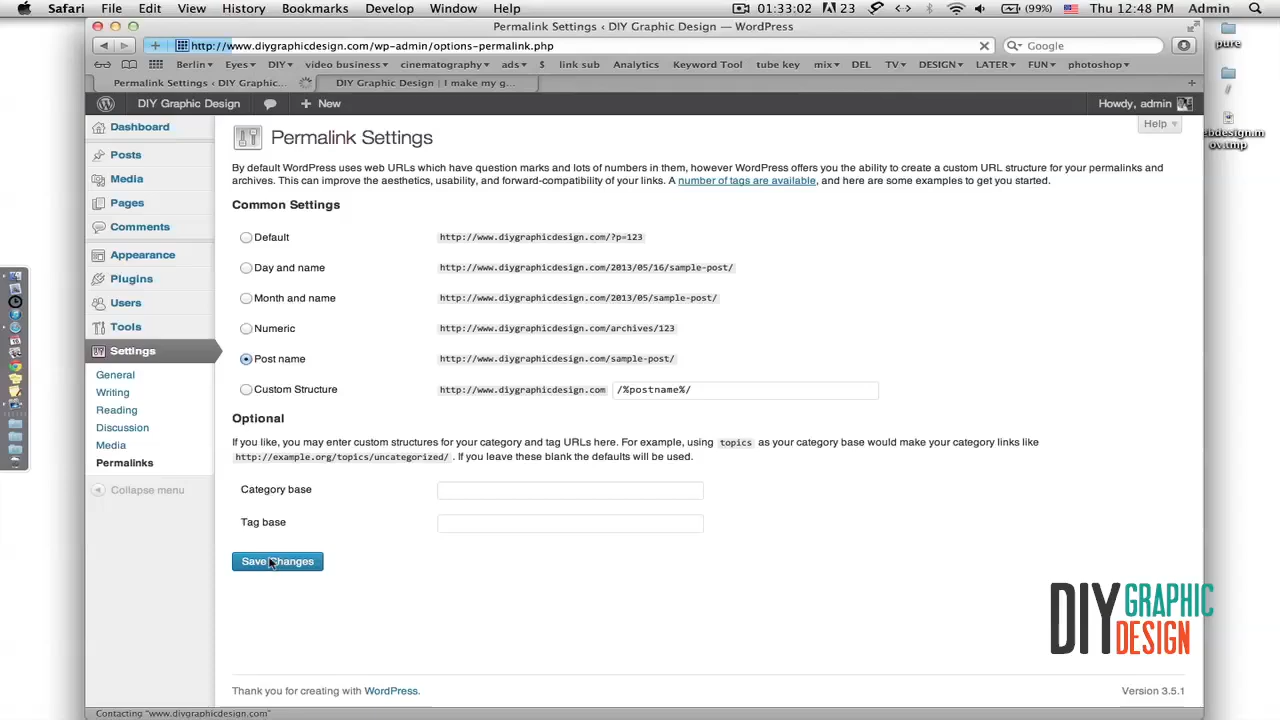 Safari File Edit View History Bookmarks Develop Window Help 01:33:02 23 (99%) Thu 12:48 PM Admin
Permalink Settings ‹ DIY Graphic Design — WordPress
http://www.diygraphicdesign.com/wp-admin/options-permalink.php Google
Berlin Eyes DIY video business cinematography ads $ link sub Analytics Keyword Tool tube key mix DEL TV DESIGN LATER FUN photoshop
Permalink Settings ‹ DIY Graphic... DIY Graphic Design | I make my g...
DIY Graphic Design + New Howdy, admin
Help
Dashboard
Posts
Media
Pages
Comments
Appearance
Plugins
Users
Tools
Settings
General
Writing
Reading
Discussion
Media
Permalinks
Collapse menu
Permalink Settings
By default WordPress uses web URLs which have question marks and lots of numbers in them, however WordPress offers you the ability to create a custom URL structure for your permalinks and
archives. This can improve the aesthetics, usability, and forward-compatibility of your links. A number of tags are available, and here are some examples to get you started.
Common Settings
Default http://www.diygraphicdesign.com/?p=123
Day and name http://www.diygraphicdesign.com/2013/05/16/sample-post/
Month and name http://www.diygraphicdesign.com/2013/05/sample-post/
Numeric http://www.diygraphicdesign.com/archives/123
Post name http://www.diygraphicdesign.com/sample-post/
Custom Structure http://www.diygraphicdesign.com /%postname%/
Optional
If you like, you may enter custom structures for your category and tag URLs here. For example, using topics as your category base would make your category links like
http://example.org/topics/uncategorized/ . If you leave these blank the defaults will be used.
Category base
Tag base
Save Changes
DIY GRAPHIC
DESIGN
Thank you for creating with WordPress. Version 3.5.1
Contacting "www.diygraphicdesign.com"
pure
/
ov.tmp